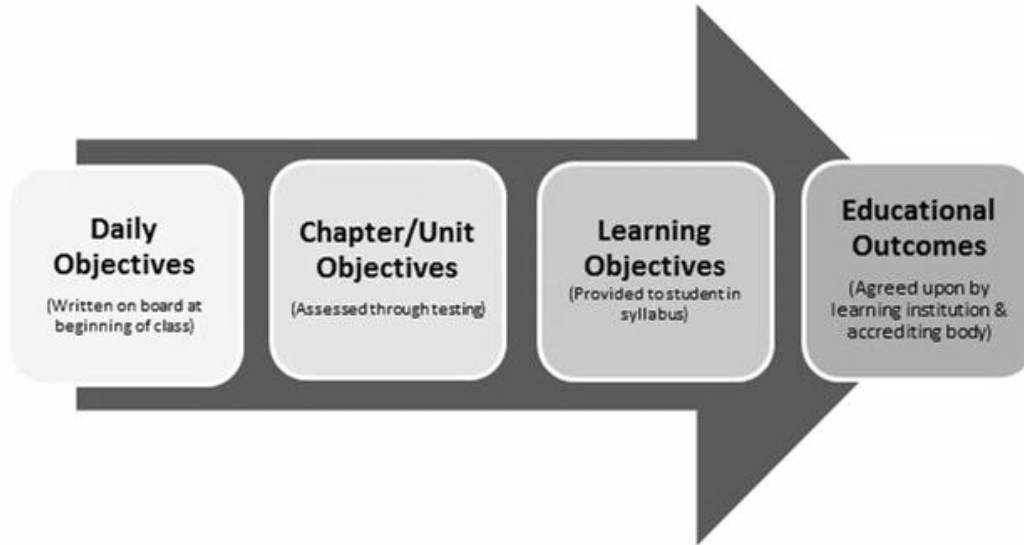 Daily
Objectives
(Written on board at
beginning of class)
Chapter/Unit
Objectives
(Assessed through testing)
Learning
Objectives
(Provided to student in
syllabus)
Educational
Outcomes
(Agreed upon by
learning institution &
accrediting body)